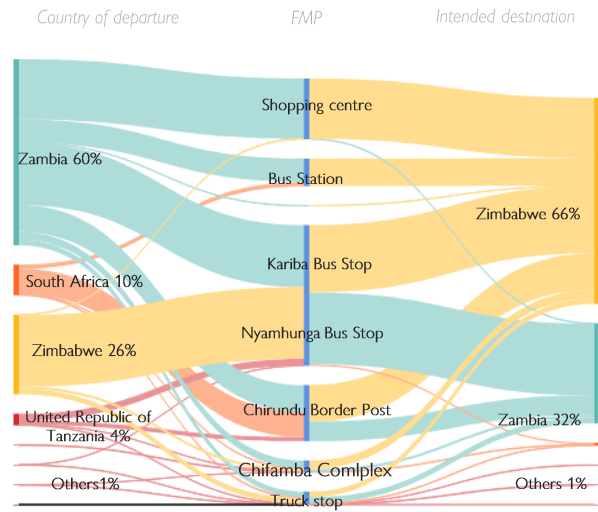 Country of departure
FMP
Intended destination
Shopping centre
Zambia 60%
Bus Station
Zimbabwe 66%
Kariba Bus Stop
South Africa 10%
Nyamhunga Bus Stop
Zimbabwe 26%
Chirundu Border Post
United Republic of
Tanzania 4%
Zambia 32%
Chifamba Comlplex
Others1%
Others 1%
Truck stop